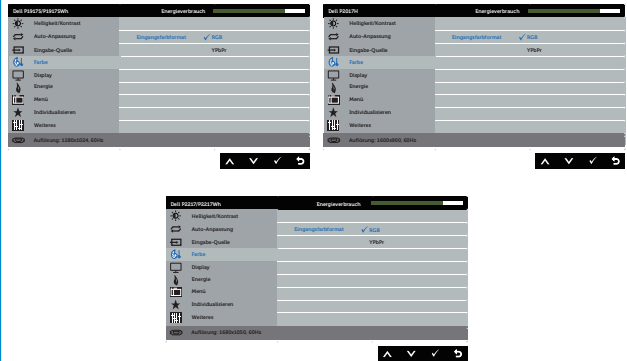 Dell P1917S/P1917SWh Energieverbrauch
Helligkeit/Kontrast
Auto-Anpassung Eingangsfarbformat RGB
Eingabe-Quelle YPbPr
Farbe
Display
Energie
Menü
Individualisieren
Weiteres
Auflösung: 1280x1024, 60Hz
Dell P2017H Energieverbrauch
Helligkeit/Kontrast
Auto-Anpassung Eingangsfarbformat RGB
Eingabe-Quelle YPbPr
Farbe
Display
Energie
Menü
Individualisieren
Weiteres
Auflösung: 1600x900, 60Hz
Dell P2217/P2217Wh Energieverbrauch
Helligkeit/Kontrast
Auto-Anpassung Eingangsfarbformat RGB
Eingabe-Quelle YPbPr
Farbe
Display
Energie
Menü
Individualisieren
Weiteres
Auflösung: 1680x1050, 60Hz